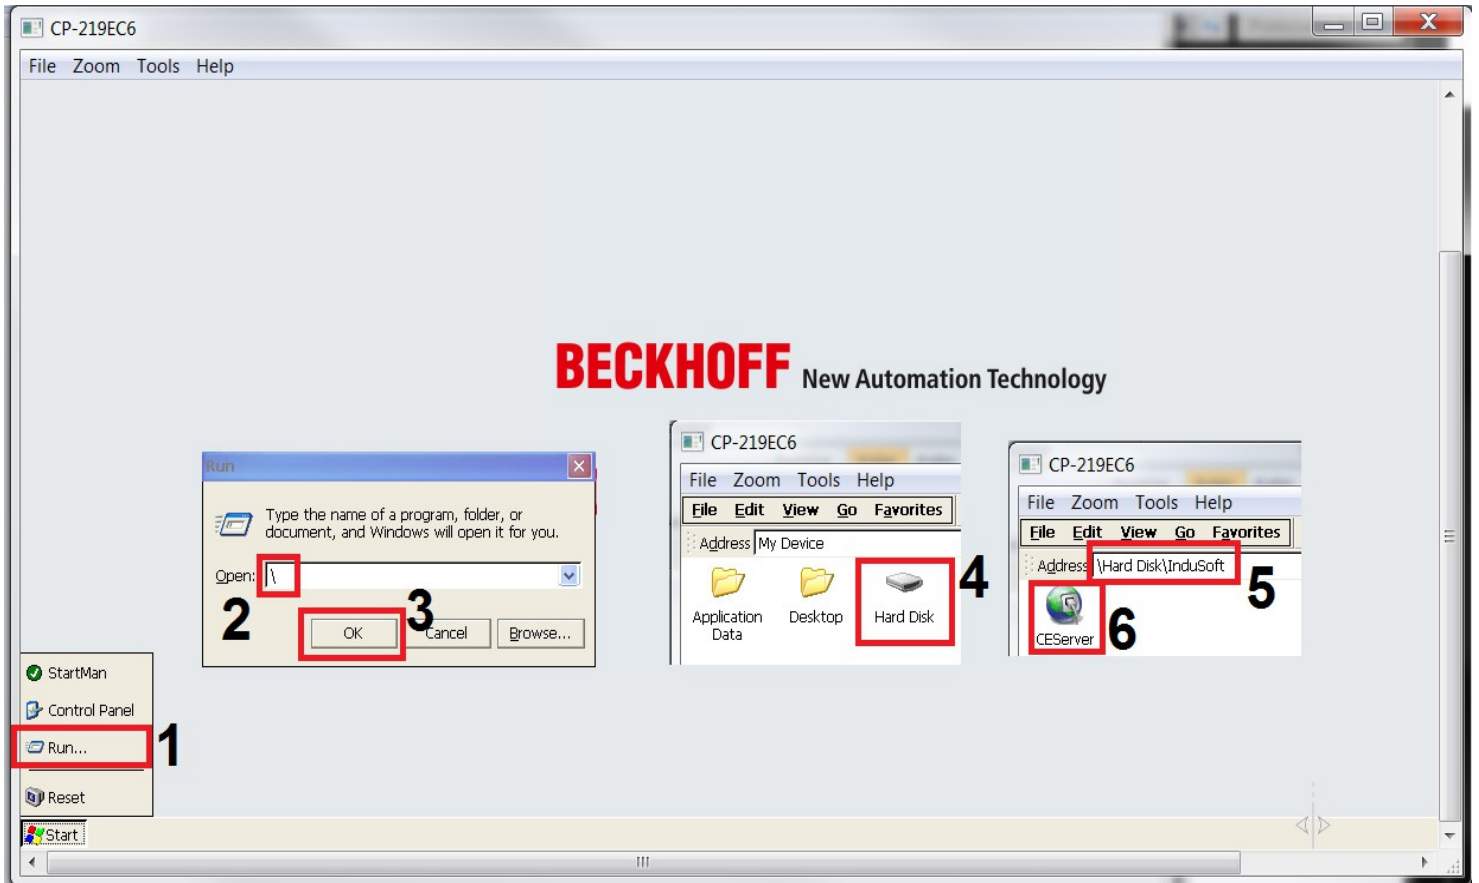 CP-219EC6
File Zoom Tools Help
BECKHOFF New Automation Technology
Run
Type the name of a program, folder, or
document, and Windows will open it for you.
Open: \
2
3
OK Cancel Browse...
CP-219EC6
File Zoom Tools Help
File Edit View Go Favorites
Address My Device
4
Application
Data
Desktop
Hard Disk
CP-219EC6
File Zoom Tools Help
File Edit View Go Favorites
Address \Hard Disk\InduSoft
5
CEServer
6
StartMan
Control Panel
Run...
1
Reset
Start